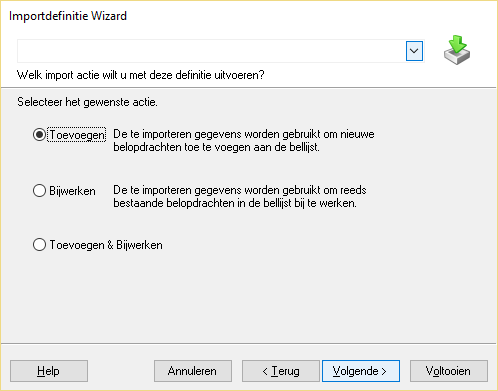 Importdefinitie Wizard
Welk import actie wilt u met deze definitie uitvoeren?
Selecteer het gewenste actie.
Toevoegen
De te importeren gegevens worden gebruikt om nieuwe
belopdrachten toe te voegen aan de bellijst.
Bijwerken
De te importeren gegevens worden gebruikt om reeds
bestaande belopdrachten in de bellijst bij te werken.
Toevoegen & Bijwerken
Help
Annuleren
< Terug
Volgende >
Voltooien